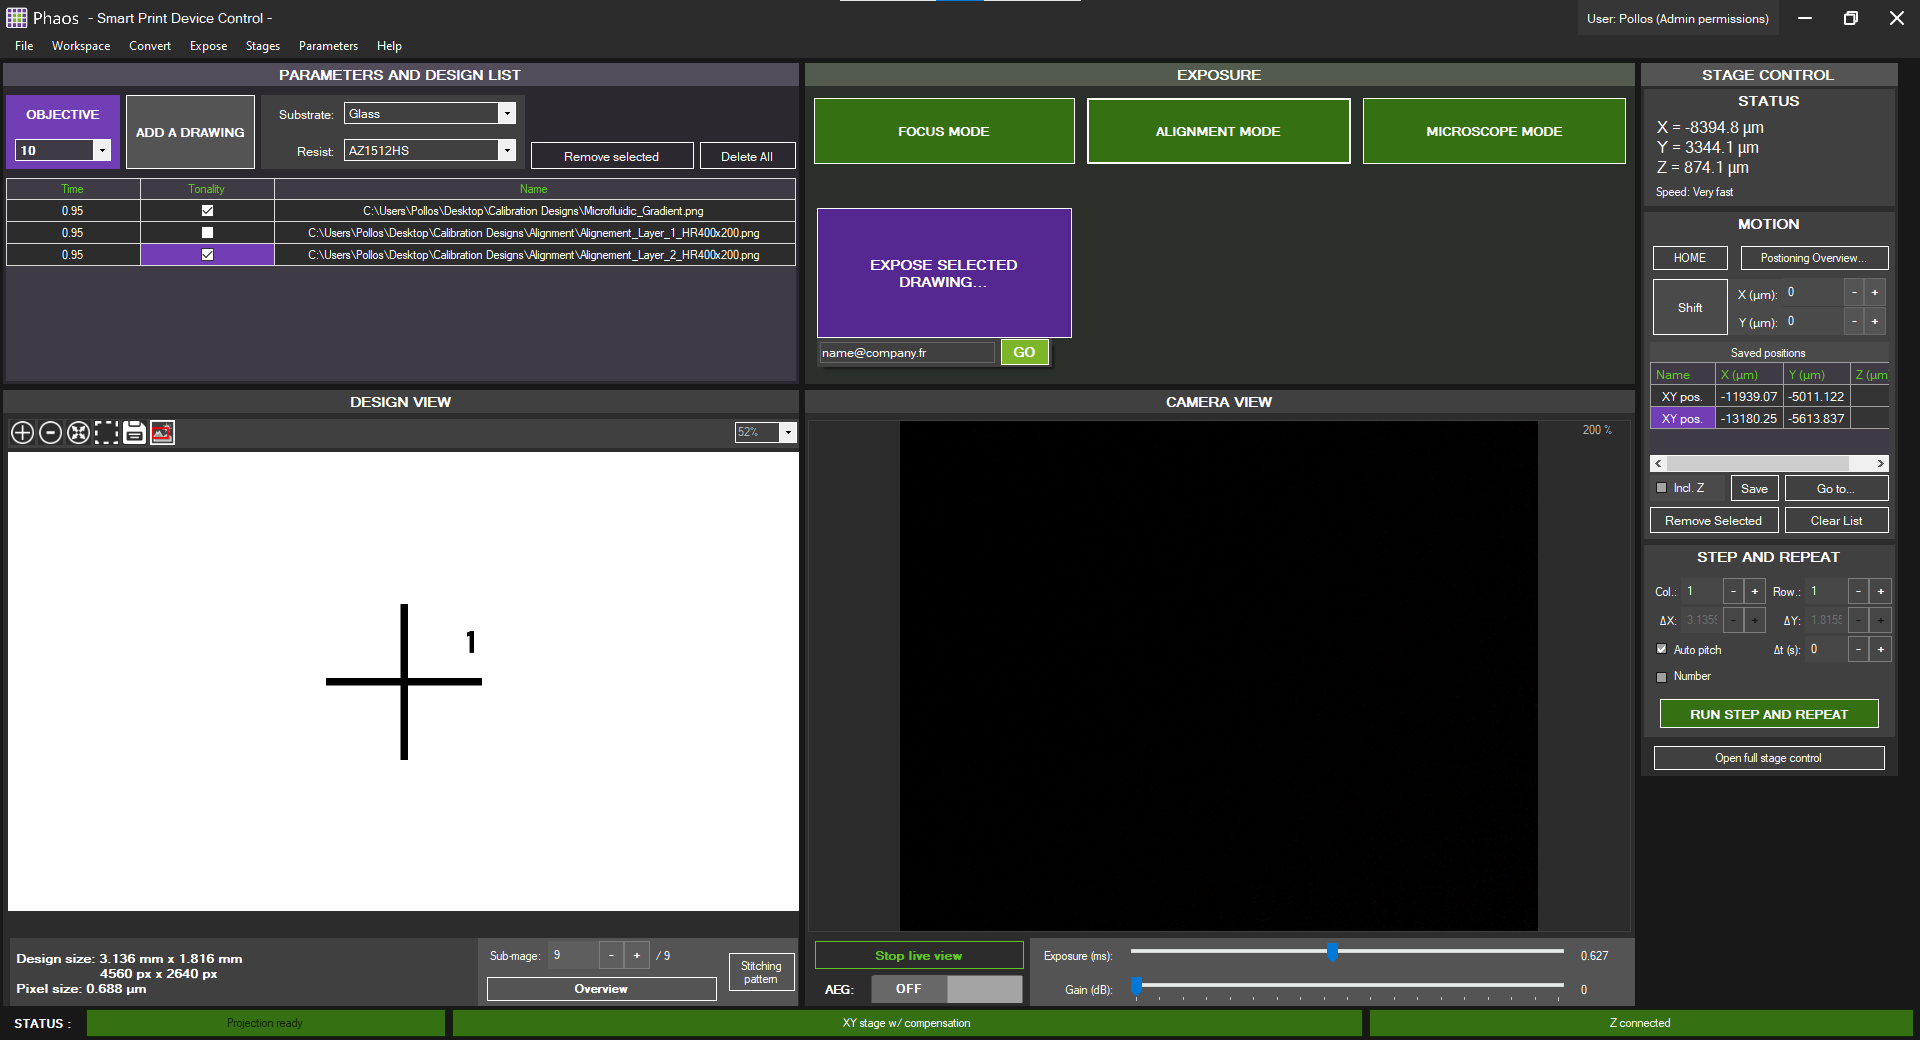 Phaos - Smart Print Device Control -
User: Pollos (Admin permissions)
File Workspace Convert Expose Stages Parameters Help
PARAMETERS AND DESIGN LIST
OBJECTIVE
10
ADD A DRAWING
Substrate: Glass
Resist: AZ1512HS
Remove selected
Delete All
Time Tonality Name
0.95 C:\Users\Pollos\Desktop\Calibration Designs\Microfluidic_Gradient.png
0.95 C:\Users\Pollos\Desktop\Calibration Designs\Alignment\Alignement_Layer_1_HR400x200.png
0.95 C:\Users\Pollos\Desktop\Calibration Designs\Alignment\Alignement_Layer_2_HR400x200.png
EXPOSURE
FOCUS MODE
ALIGNMENT MODE
MICROSCOPE MODE
EXPOSE SELECTED
DRAWING...
name@company.fr
GO
DESIGN VIEW
52%
1
Design size: 3.136 mm x 1.816 mm
4560 px x 2640 px
Pixel size: 0.688 µm
Sub-mage: 9 - + / 9
Overview
Stitching
pattern
CAMERA VIEW
200 %
Stop live view
AEG: OFF
Exposure (ms): 0.627
Gain (dB): 0
STAGE CONTROL
STATUS
X = -8394.8 µm
Y = 3344.1 µm
Z = 874.1 µm
Speed: Very fast
MOTION
HOME
Postioning Overview...
Shift
X (µm): 0 - +
Y (µm): 0 - +
Saved positions
Name X (µm) Y (µm) Z (µm
XY pos. -11939.07 -5011.122
XY pos. -13180.25 -5613.837
Incl. Z
Save
Go to...
Remove Selected
Clear List
STEP AND REPEAT
Col.: 1 - + Row.: 1 - +
ΔX: 3.135 - + ΔY: 1.8155 - +
Auto pitch Δt (s): 0 - +
Number
RUN STEP AND REPEAT
Open full stage control
STATUS : Projection ready
XY stage w/ compensation
Z connected